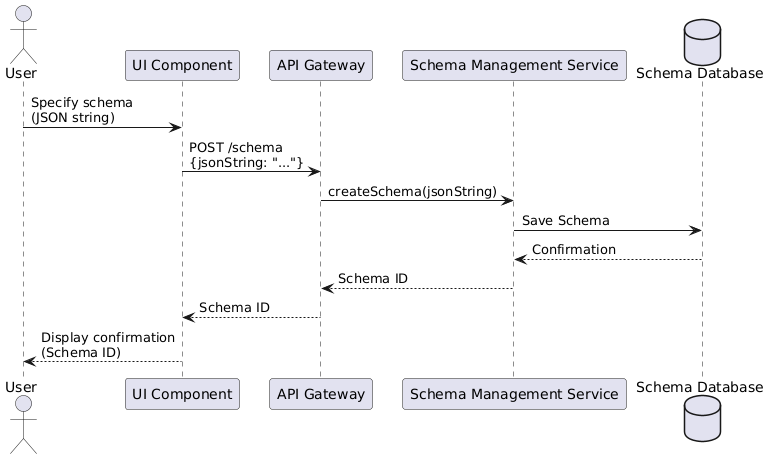 User
UI Component
API Gateway
Schema Management Service
Schema Database
Specify schema
(JSON string)
POST /schema
{jsonString: "..."}
createSchema(jsonString)
Save Schema
Confirmation
Schema ID
Schema ID
Display confirmation
(Schema ID)
User
UI Component
API Gateway
Schema Management Service
Schema Database